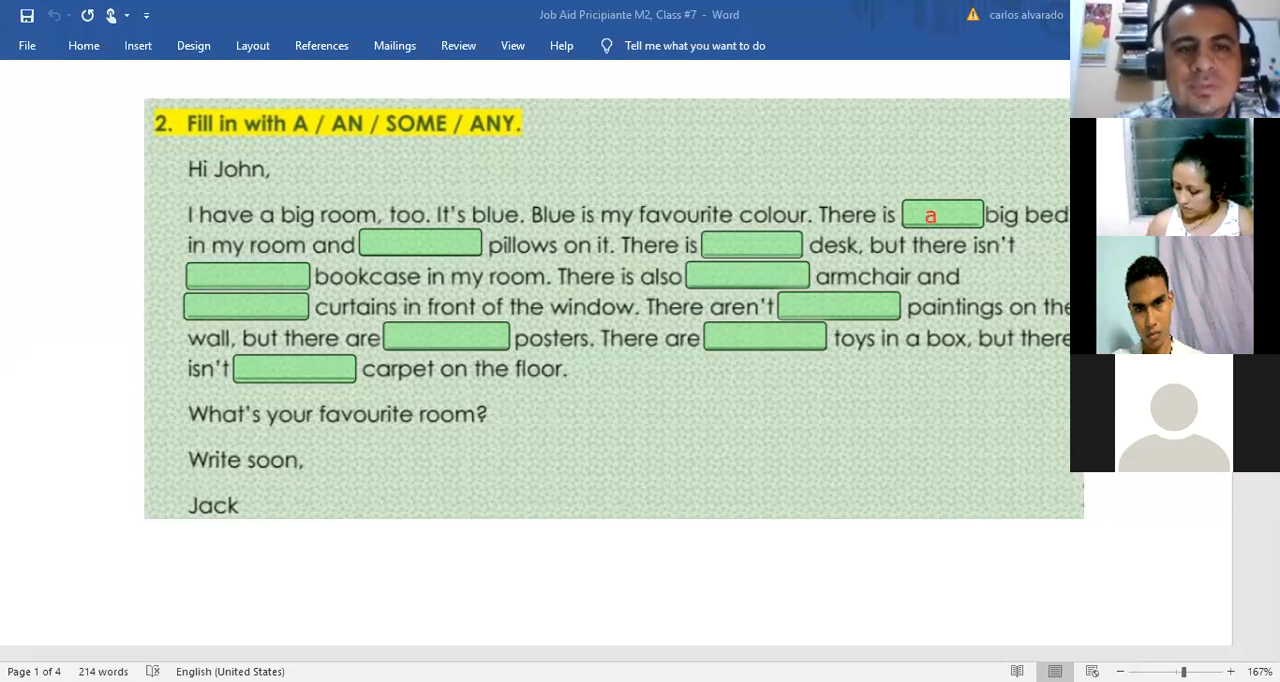 Job Aid Pricipiante M2, Class #7 - Word
carlos alvarado
File Home Insert Design Layout References Mailings Review View Help Tell me what you want to do
2. Fill in with A / AN / SOME / ANY.
Hi John,
I have a big room, too. It's blue. Blue is my favourite colour. There is a big bed
in my room and pillows on it. There is desk, but there isn't
bookcase in my room. There is also armchair and
curtains in front of the window. There aren't paintings on the
wall, but there are posters. There are toys in a box, but there
isn't carpet on the floor.
What's your favourite room?
Write soon,
Jack
Page 1 of 4 214 words English (United States) 167%